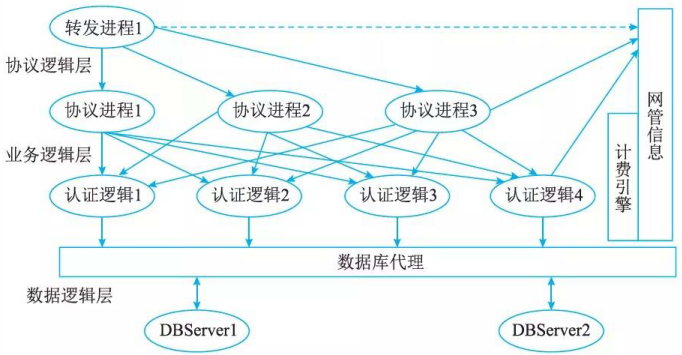 转发进程1
协议逻辑层
协议进程1
协议进程2
协议进程3
网管信息
计费引擎
业务逻辑层
认证逻辑1
认证逻辑2
认证逻辑3
认证逻辑4
数据库代理
数据逻辑层
DBServer1
DBServer2